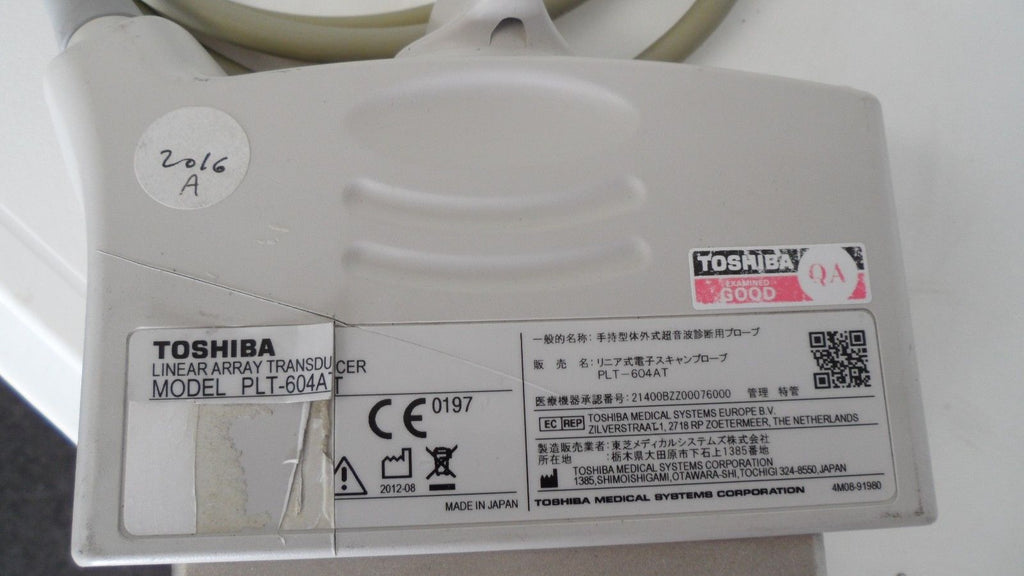 2016
A
TOSHIBA
QA
EXAMINED
GOOD
TOSHIBA
LINEAR ARRAY TRANSDUCER
MODEL PLT-604AT
CE 0197
2012-08
MADE IN JAPAN
一般的名称: 手持型体外式超音波診断用プローブ
販 売 名: リニア式電子スキャンプローブ
PLT-604AT
医療機器承認番号: 21400BZZ00076000 管理 特管
EC REP TOSHIBA MEDICAL SYSTEMS EUROPE B.V.
ZILVERSTRAAT.1, 2718 RP ZOETERMEER, THE NETHERLANDS
製造販売業者: 東芝メディカルシステムズ株式会社
所在地 : 栃木県大田原市下石上1385番地
TOSHIBA MEDICAL SYSTEMS CORPORATION
1385,SHIMOISHIGAMI,OTAWARA-SHI,TOCHIGI 324-8550,JAPAN
TOSHIBA MEDICAL SYSTEMS CORPORATION
4M08-91980